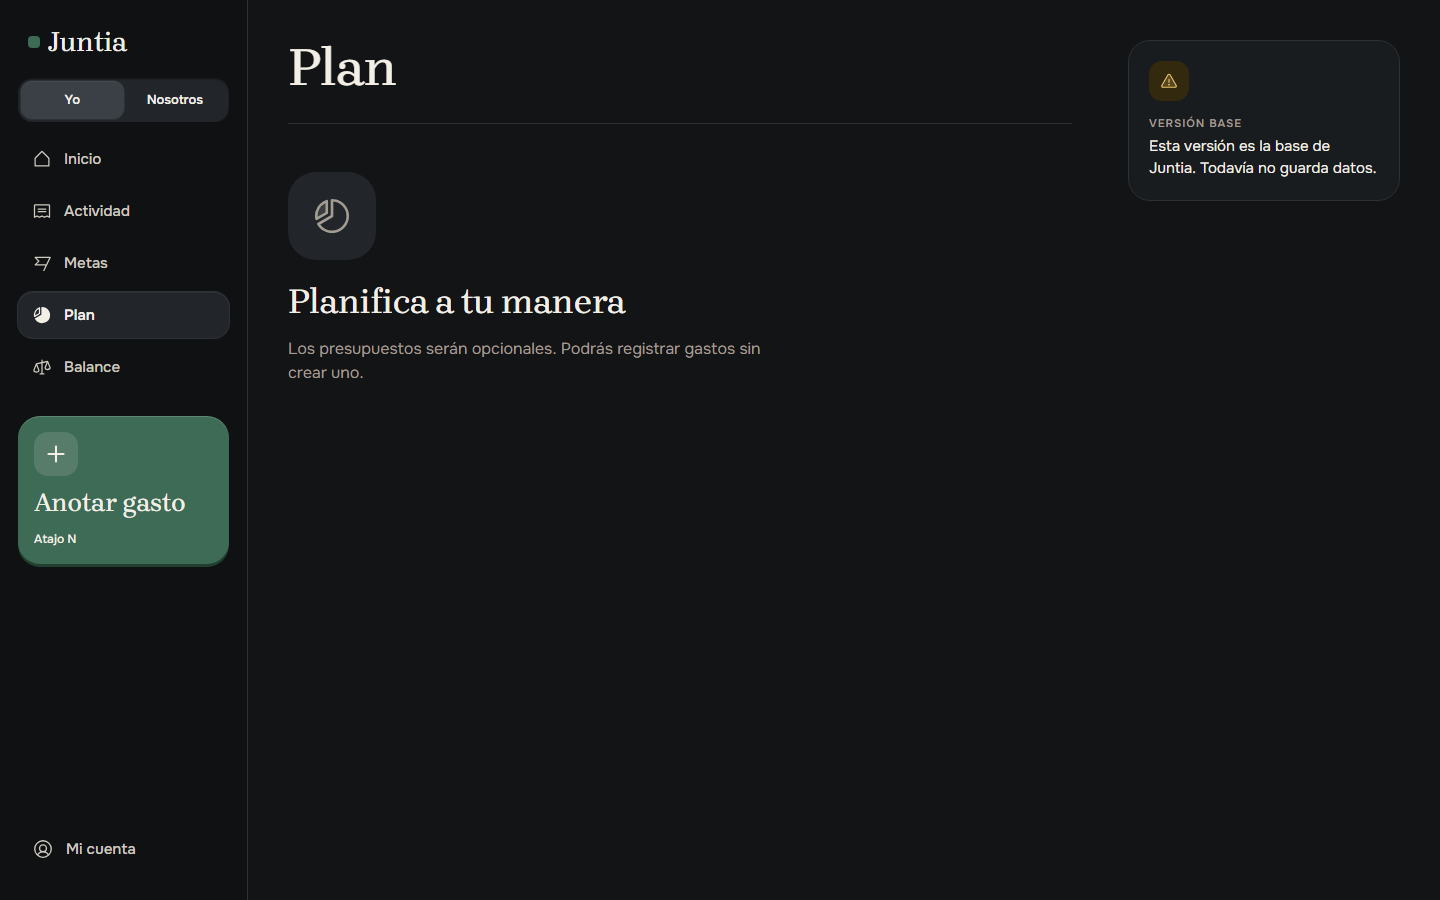 Juntia
Yo
Nosotros
Inicio
Actividad
Metas
Plan
Balance
Anotar gasto
Atajo N
Mi cuenta
Plan
Planifica a tu manera
Los presupuestos serán opcionales. Podrás registrar gastos sin
crear uno.
VERSIÓN BASE
Esta versión es la base de
Juntia. Todavía no guarda datos.